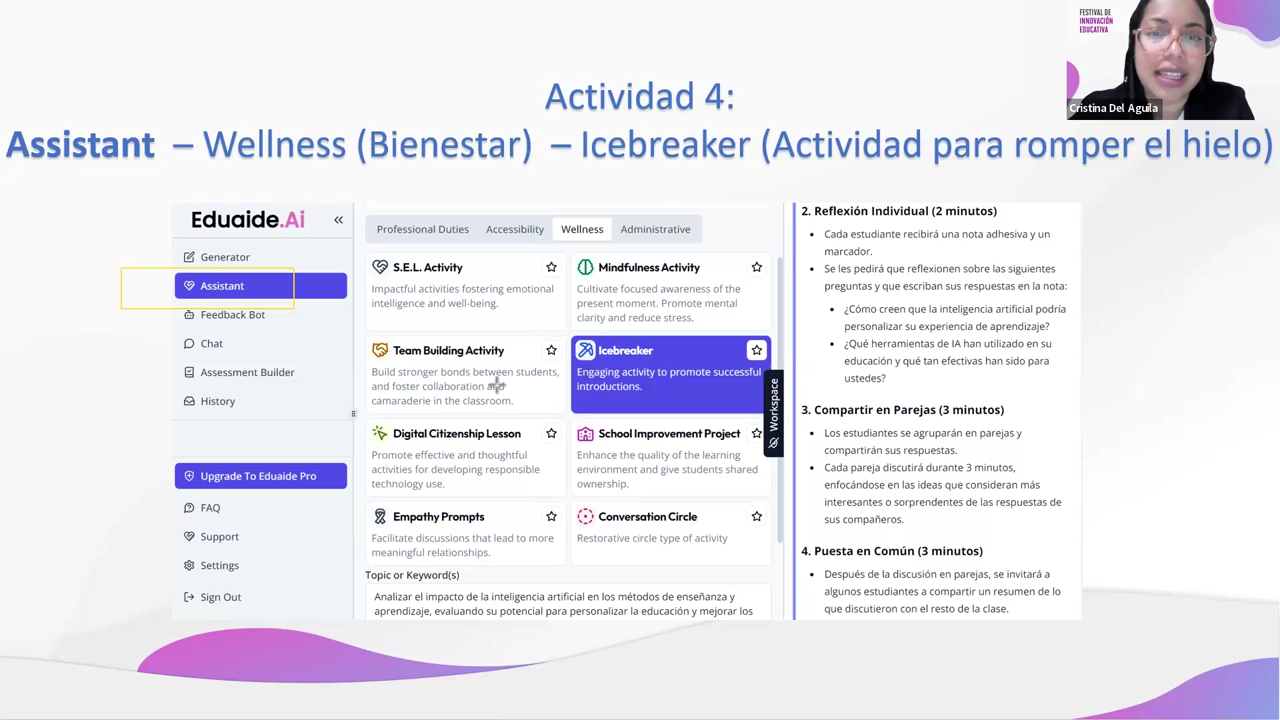 FESTIVAL DE
INNOVACIÓN
EDUCATIVA
Cristina Del Aguila
Actividad 4:
Assistant – Wellness (Bienestar) – Icebreaker (Actividad para romper el hielo)
Eduaide.Ai
«
Generator
Assistant
Feedback Bot
Chat
Assessment Builder
History
Upgrade To Eduaide Pro
FAQ
Support
Settings
Sign Out
Professional Duties
Accessibility
Wellness
Administrative
S.E.L. Activity
Impactful activities fostering emotional
intelligence and well-being.
Mindfulness Activity
Cultivate focused awareness of the
present moment. Promote mental
clarity and reduce stress.
Team Building Activity
Build stronger bonds between students,
and foster collaboration and
camaraderie in the classroom.
Icebreaker
Engaging activity to promote successful
introductions.
Digital Citizenship Lesson
Promote effective and thoughtful
activities for developing responsible
technology use.
School Improvement Project
Enhance the quality of the learning
environment and give students shared
ownership.
Empathy Prompts
Facilitate discussions that lead to more
meaningful relationships.
Conversation Circle
Restorative circle type of activity
Topic or Keyword(s)
Analizar el impacto de la inteligencia artificial en los métodos de enseñanza y
aprendizaje, evaluando su potencial para personalizar la educación y mejorar los
Workspace
2. Reflexión Individual (2 minutos)
Cada estudiante recibirá una nota adhesiva y un
marcador.
Se les pedirá que reflexionen sobre las siguientes
preguntas y que escriban sus respuestas en la nota:
¿Cómo creen que la inteligencia artificial podría
personalizar su experiencia de aprendizaje?
¿Qué herramientas de IA han utilizado en su
educación y qué tan efectivas han sido para
ustedes?
3. Compartir en Parejas (3 minutos)
Los estudiantes se agruparán en parejas y
compartirán sus respuestas.
Cada pareja discutirá durante 3 minutos,
enfocándose en las ideas que consideran más
interesantes o sorprendentes de las respuestas de
sus compañeros.
4. Puesta en Común (3 minutos)
Después de la discusión en parejas, se invitará a
algunos estudiantes a compartir un resumen de lo
que discutieron con el resto de la clase.